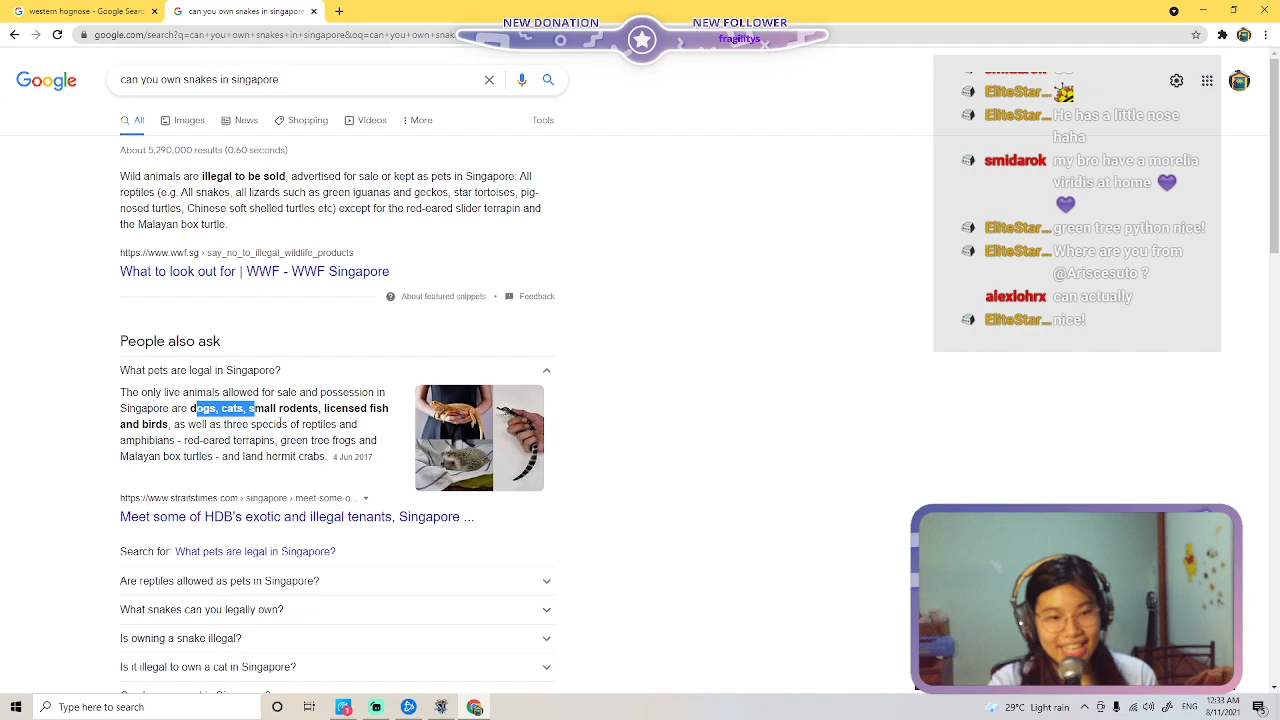 G can you own snakes in singapore
G can you own snakes in singapore
NEW DONATION
NEW FOLLOWER
fragilitys
google.com/search?q=can+you+own+snakes+in+singapore&oq=can+you+own+snak
Google
can you own snakes in singapore
All
Images
News
Shopping
Videos
More
Tools
About 5,290,000 results (0.60 seconds)
Wild animals are illegal to be sold for sale or kept as pets in Singapore: All
reptiles (e.g. All snakes, all lizards such as green iguanas and geckos, star tortoises, pig-
nosed turtles, Chinese soft shelled turtles etc) except for the red-eared slider terrapin and
the Malayan box turtle.
https://www.wwf.sg › say_no_to_illegal_wildlife_products
What to look out for | WWF - WWF Singapore
About featured snippets • Feedback
People also ask
What pets are legal in Singapore?
The only live animals allowed for sale and possession in
Singapore are dogs, cats, small rodents, licensed fish
and birds, as well as three species of reptiles and
amphibians - red-eared terrapins, green tree frogs and
Malayan box turtles - and land hermit crabs. 4 Jun 2017
https://www.straitstimes.com › singapore › meet-some-o...
Meet some of HDB's exotic and illegal tenants, Singapore ...
Search for: What pets are legal in Singapore?
Are reptiles allowed as pets in Singapore?
What snakes can you legally own?
Is owning a snake illegal?
Is it illegal to own a cat in Singapore?
EliteStar...
EliteStar... He has a little nose
haha
smidarok my bro have a morelia
viridis at home
EliteStar... green tree python nice!
EliteStar... Where are you from
@Ariscesuto ?
alexlohrx can actually
EliteStar... nice!
Type here to search
29°C Light rain
12:33 AM
8/11/2021